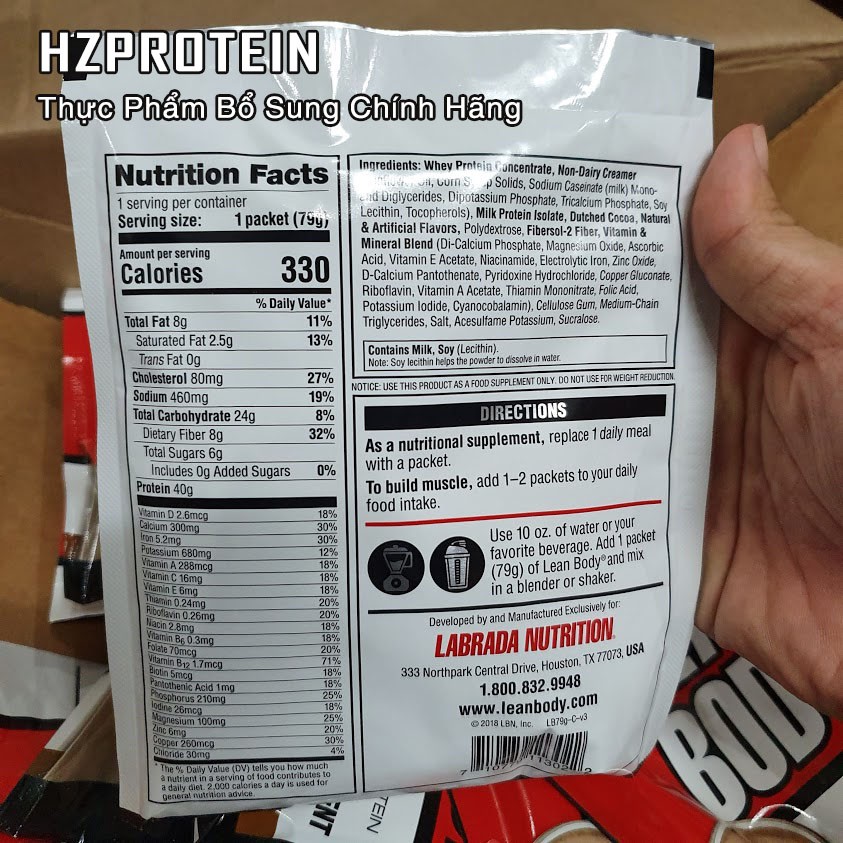 HZPROTEIN
Thực Phẩm Bổ Sung Chính Hãng
Nutrition Facts
1 serving per container
Serving size: 1 packet (79g)
Amount per serving
Calories 330
% Daily Value*
Total Fat 8g 11%
Saturated Fat 2.5g 13%
Trans Fat 0g
Cholesterol 80mg 27%
Sodium 460mg 19%
Total Carbohydrate 24g 8%
Dietary Fiber 8g 32%
Total Sugars 6g
Includes 0g Added Sugars 0%
Protein 40g
Vitamin D 2.6mcg 18%
Calcium 300mg 30%
Iron 5.2mg 30%
Potassium 680mg 12%
Vitamin A 288mcg 18%
Vitamin C 16mg 18%
Vitamin E 6mg 18%
Thiamin 0.24mg 20%
Riboflavin 0.26mg 20%
Niacin 2.8mg 18%
Vitamin B6 0.3mg 18%
Folate 70mcg 20%
Vitamin B12 1.7mcg 71%
Biotin 5mcg 18%
Pantothenic Acid 1mg 18%
Phosphorus 210mg 25%
Iodine 26mcg 18%
Magnesium 100mg 25%
Zinc 6mg 20%
Copper 260mcg 30%
Chloride 30mg 4%
* The % Daily Value (DV) tells you how much
a nutrient in a serving of food contributes to
a daily diet. 2,000 calories a day is used for
general nutrition advice.
Ingredients: Whey Protein Concentrate, Non-Dairy Creamer
Oil, Corn Syrup Solids, Sodium Caseinate (milk) Mono-
and Diglycerides, Dipotassium Phosphate, Tricalcium Phosphate, Soy
Lecithin, Tocopherols), Milk Protein Isolate, Dutched Cocoa, Natural
& Artificial Flavors, Polydextrose, Fibersol-2 Fiber, Vitamin &
Mineral Blend (Di-Calcium Phosphate, Magnesium Oxide, Ascorbic
Acid, Vitamin E Acetate, Niacinamide, Electrolytic Iron, Zinc Oxide,
D-Calcium Pantothenate, Pyridoxine Hydrochloride, Copper Gluconate,
Riboflavin, Vitamin A Acetate, Thiamin Mononitrate, Folic Acid,
Potassium Iodide, Cyanocobalamin), Cellulose Gum, Medium-Chain
Triglycerides, Salt, Acesulfame Potassium, Sucralose.
Contains Milk, Soy (Lecithin).
Note: Soy lecithin helps the powder to dissolve in water.
NOTICE: USE THIS PRODUCT AS A FOOD SUPPLEMENT ONLY. DO NOT USE FOR WEIGHT REDUCTION.
DIRECTIONS
As a nutritional supplement, replace 1 daily meal
with a packet.
To build muscle, add 1–2 packets to your daily
food intake.
Use 10 oz. of water or your
favorite beverage. Add 1 packet
(79g) of Lean Body® and mix
in a blender or shaker.
Developed by and Manufactured Exclusively for:
LABRADA NUTRITION®
333 Northpark Central Drive, Houston, TX 77073, USA
1.800.832.9948
www.leanbody.com
© 2018 LBN, Inc. LB79g-C-v3
BOD